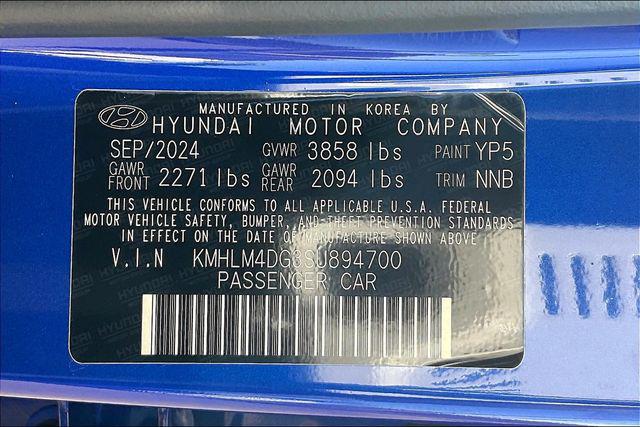 MANUFACTURED IN KOREA BY
HYUNDAI MOTOR COMPANY
SEP/2024 GVWR 3858 lbs PAINT YP5
GAWR FRONT 2271 lbs GAWR REAR 2094 lbs TRIM NNB
THIS VEHICLE CONFORMS TO ALL APPLICABLE U.S.A. FEDERAL
MOTOR VEHICLE SAFETY, BUMPER, AND THEFT PREVENTION STANDARDS
IN EFFECT ON THE DATE OF MANUFACTURE SHOWN ABOVE
V.I.N KMHLM4DG3SU894700
PASSENGER CAR